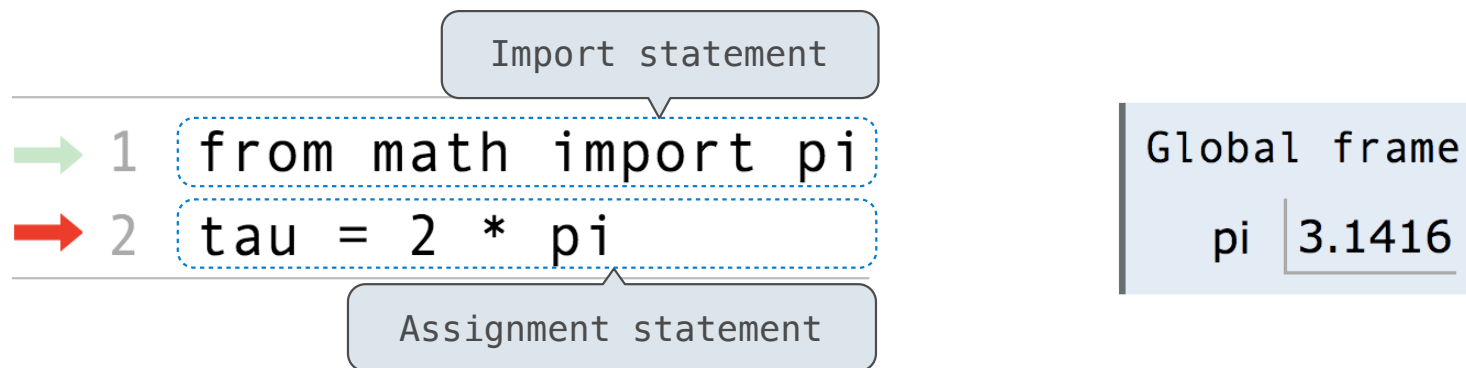 Import statement
1 from math import pi
2 tau = 2 * pi
Assignment statement
Global frame
pi 3.1416